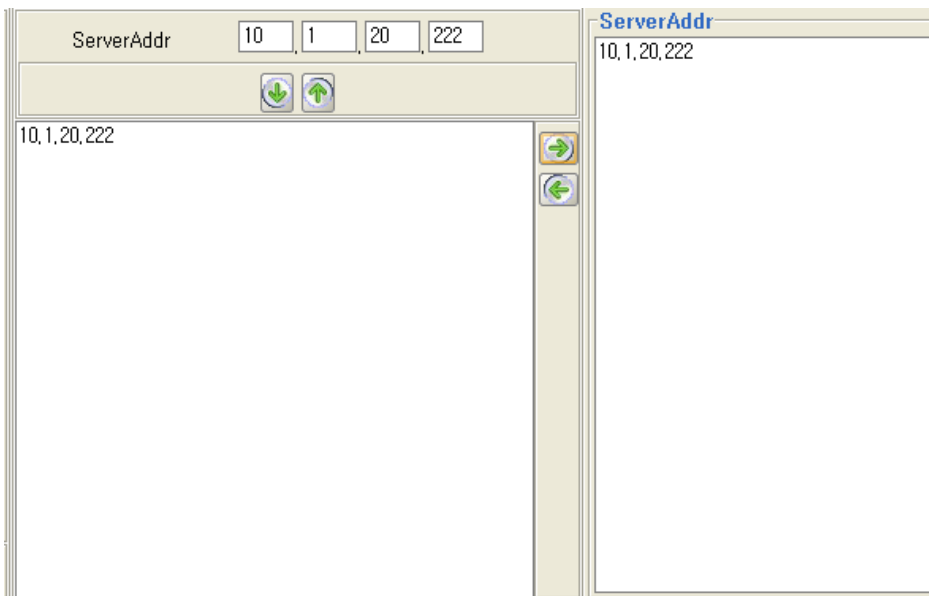 ServerAddr 10 . 1 . 20 . 222
10,1,20,222
ServerAddr
10,1,20,222